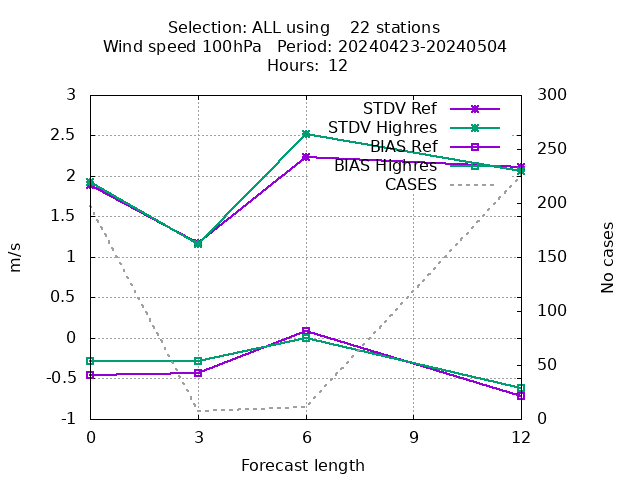 Selection: ALL using    22 stations
Wind speed 100hPa   Period: 20240423-20240504
Hours:  12
STDV Ref
STDV Highres
BIAS Ref
BIAS Highres
CASES
3
2.5
2
1.5
1
0.5
0
-0.5
-1
300
250
200
150
100
50
0
0
3
6
9
12
m/s
No cases
Forecast length